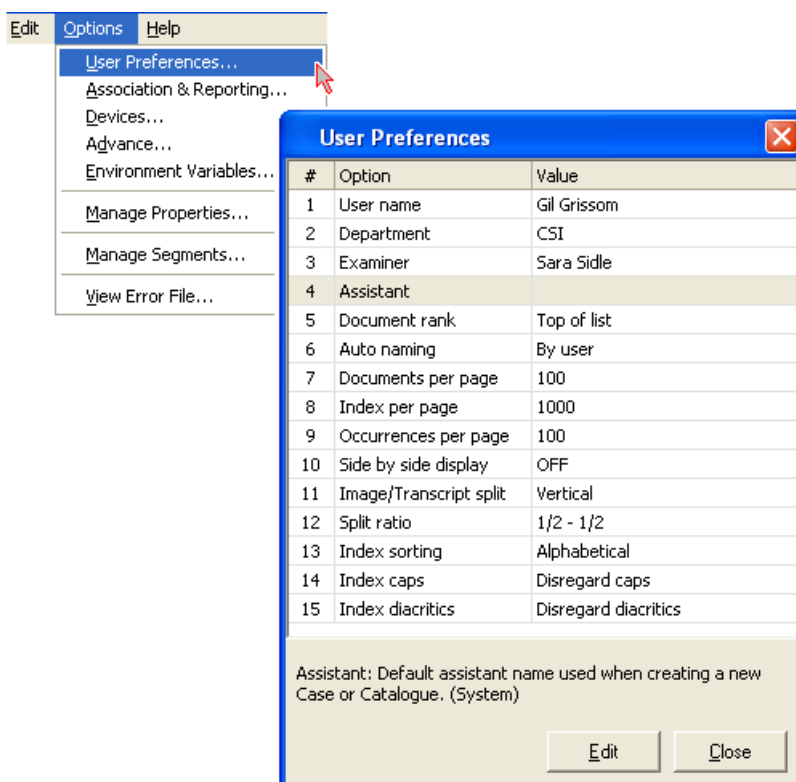 Edit Options Help
User Preferences...
Association & Reporting...
Devices...
Advance...
Environment Variables...
Manage Properties...
Manage Segments...
View Error File...
User Preferences
# Option Value
1 User name Gil Grissom
2 Department CSI
3 Examiner Sara Sidle
4 Assistant
5 Document rank Top of list
6 Auto naming By user
7 Documents per page 100
8 Index per page 1000
9 Occurrences per page 100
10 Side by side display OFF
11 Image/Transcript split Vertical
12 Split ratio 1/2 - 1/2
13 Index sorting Alphabetical
14 Index caps Disregard caps
15 Index diacritics Disregard diacritics
Assistant: Default assistant name used when creating a new
Case or Catalogue. (System)
Edit Close